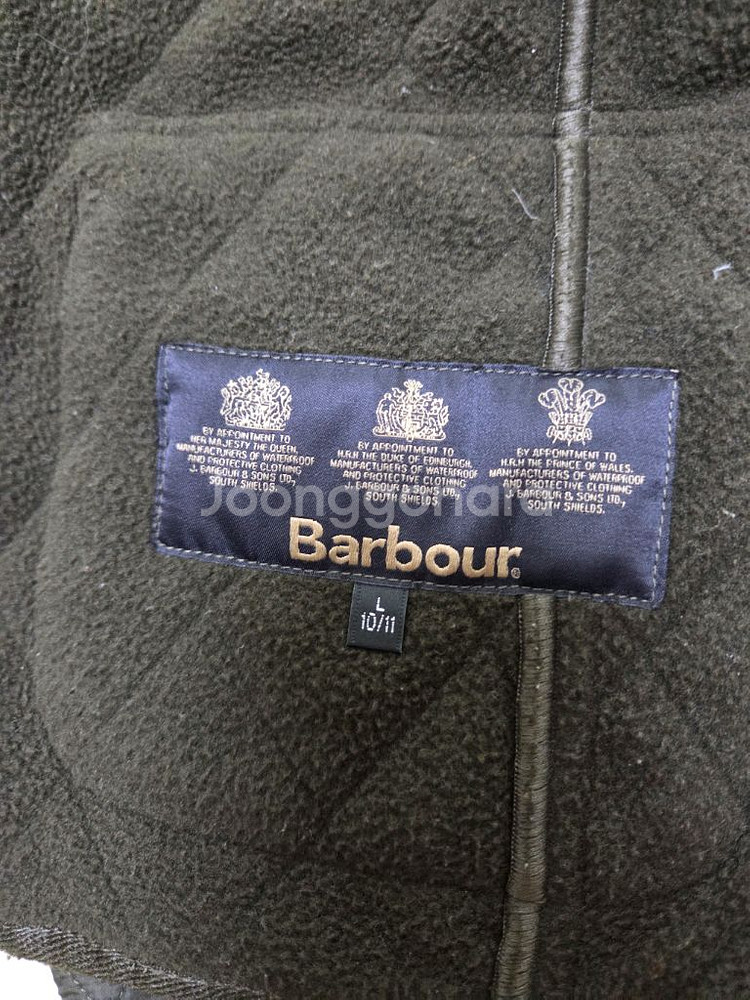 BY APPOINTMENT TO
HER MAJESTY THE QUEEN,
MANUFACTURERS OF WATERPROOF
AND PROTECTIVE CLOTHING
J. BARBOUR & SONS LTD.,
SOUTH SHIELDS.
BY APPOINTMENT TO
H.R.H. THE DUKE OF EDINBURGH,
MANUFACTURERS OF WATERPROOF
AND PROTECTIVE CLOTHING
J. BARBOUR & SONS LTD.,
SOUTH SHIELDS.
BY APPOINTMENT TO
H.R.H. THE PRINCE OF WALES,
MANUFACTURERS OF WATERPROOF
AND PROTECTIVE CLOTHING
J. BARBOUR & SONS LTD.,
SOUTH SHIELDS.
Joonggonara
Barbour®
L
10/11